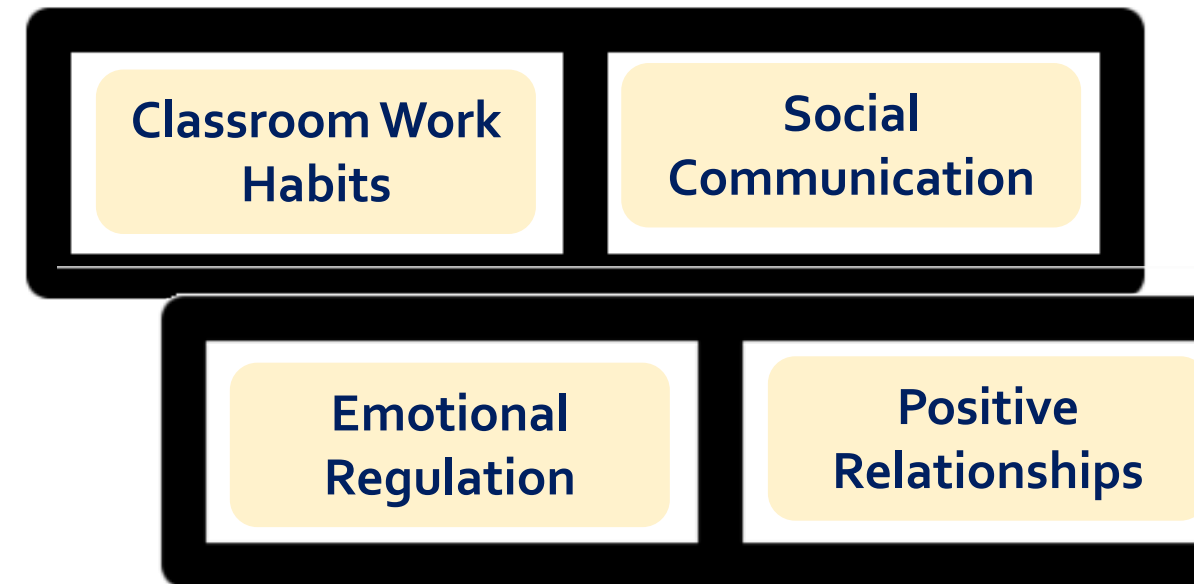 Classroom Work
Habits
Social
Communication
Emotional
Regulation
Positive
Relationships